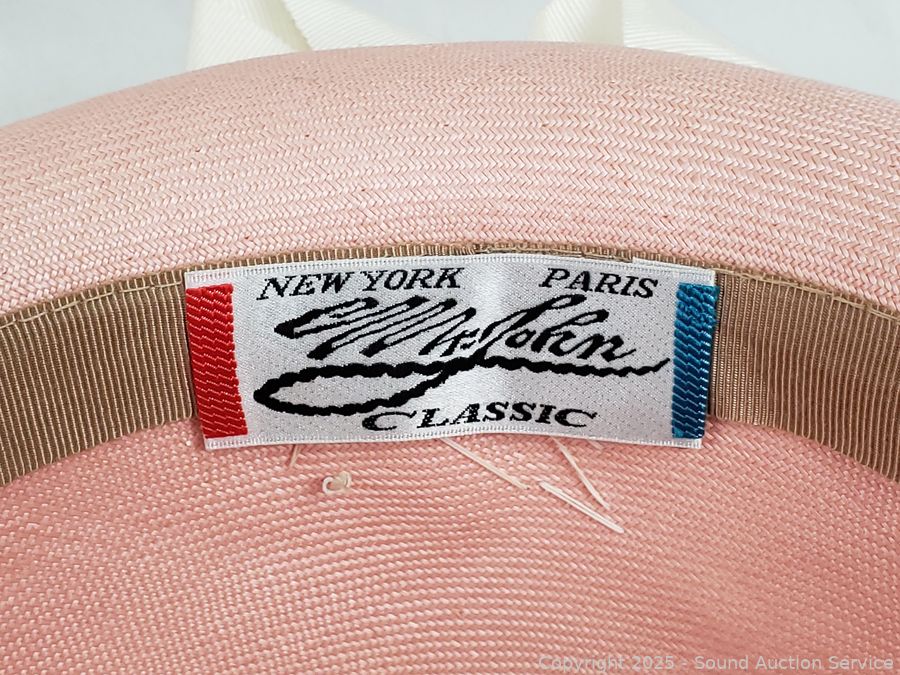 NEW YORK PARIS
Mr. John
CLASSIC
Copyright 2025 - Sound Auction Service